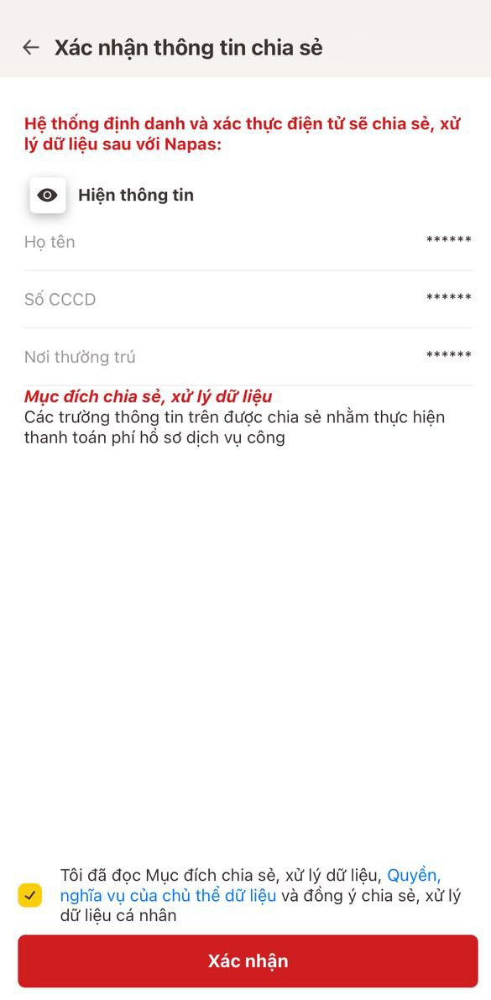 Xác nhận thông tin chia sẻ
Hệ thống định danh và xác thực điện tử sẽ chia sẻ, xử
lý dữ liệu sau với Napas:
Hiện thông tin
Họ tên ******
Số CCCD ******
Nơi thường trú ******
Mục đích chia sẻ, xử lý dữ liệu
Các trường thông tin trên được chia sẻ nhằm thực hiện
thanh toán phí hồ sơ dịch vụ công
Tôi đã đọc Mục đích chia sẻ, xử lý dữ liệu, Quyền,
nghĩa vụ của chủ thể dữ liệu và đồng ý chia sẻ, xử lý
dữ liệu cá nhân
Xác nhận